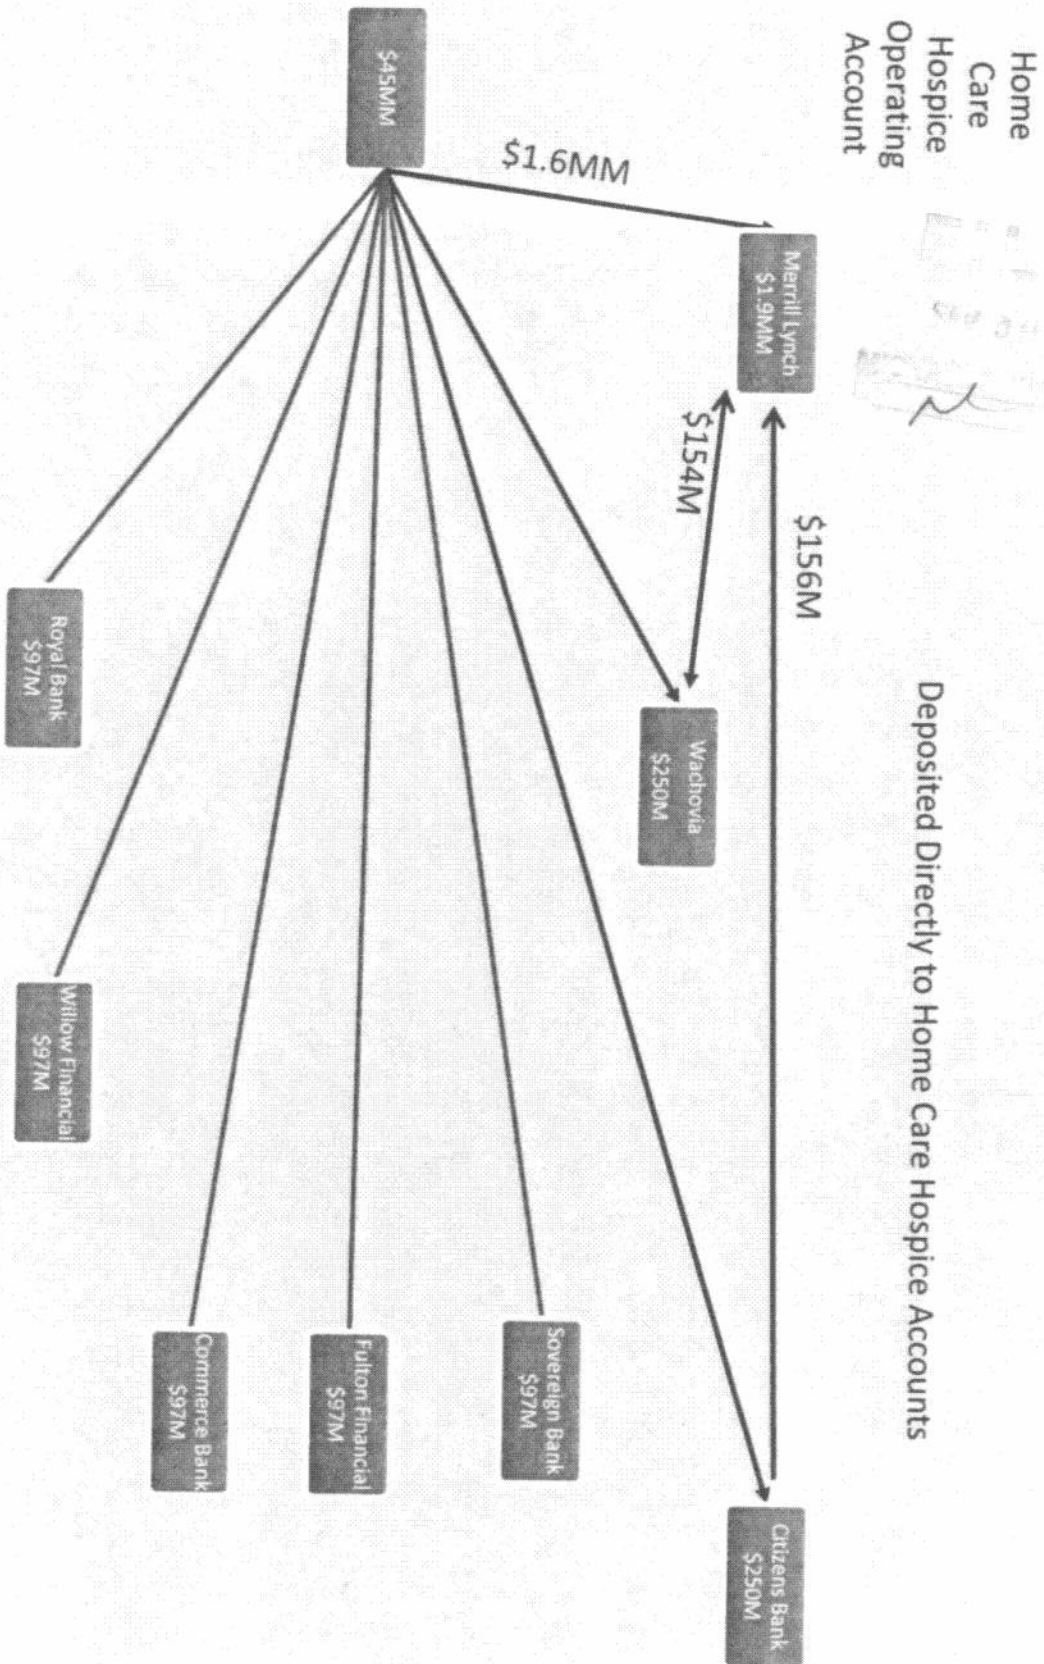 Home
Care
Hospice
Operating
Account
Deposited Directly to Home Care Hospice Accounts
$156M
Merrill Lynch
$1.9MM
$154M
Citizens Bank
$250M
Wachovia
$250M
$1.6MM
Sovereign Bank
$97M
$45MM
Fulton Financial
$97M
Commerce Bank
$97M
Willow Financial
$97M
Royal Bank
$97M